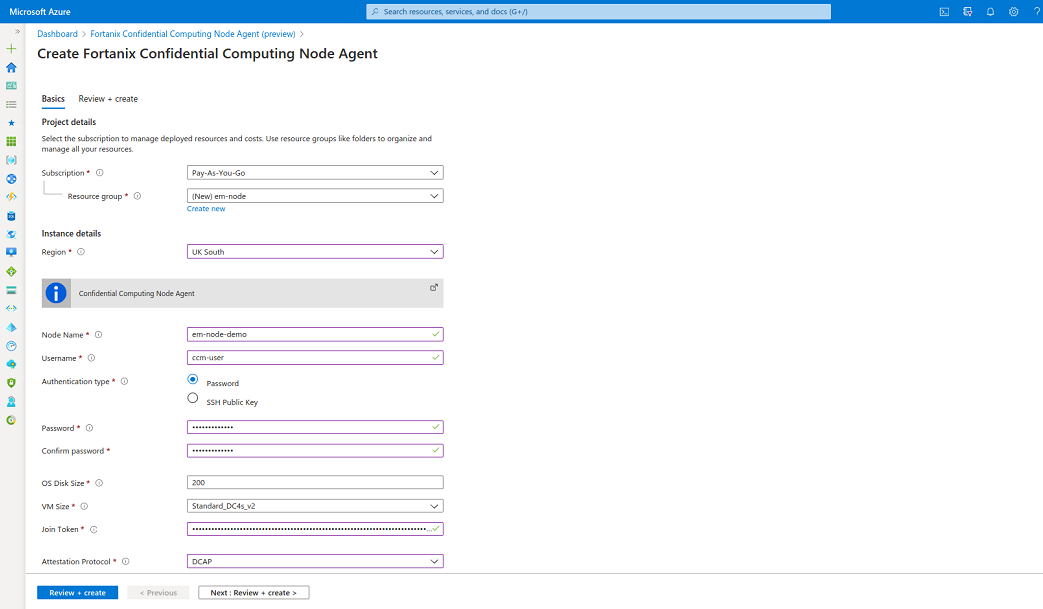 Microsoft Azure
Search resources, services, and docs (G+/)
Dashboard > Fortanix Confidential Computing Node Agent (preview) >
Create Fortanix Confidential Computing Node Agent
Basics Review + create
Project details
Select the subscription to manage deployed resources and costs. Use resource groups like folders to organize and
manage all your resources.
Subscription * Pay-As-You-Go
Resource group * (New) em-node
Create new
Instance details
Region * UK South
Confidential Computing Node Agent
Node Name * em-node-demo
Username * ccm-user
Authentication type * Password
SSH Public Key
Password *
Confirm password *
OS Disk Size * 200
VM Size * Standard_DC4s_v2
Join Token *
Attestation Protocol * DCAP
Review + create < Previous Next : Review + create >